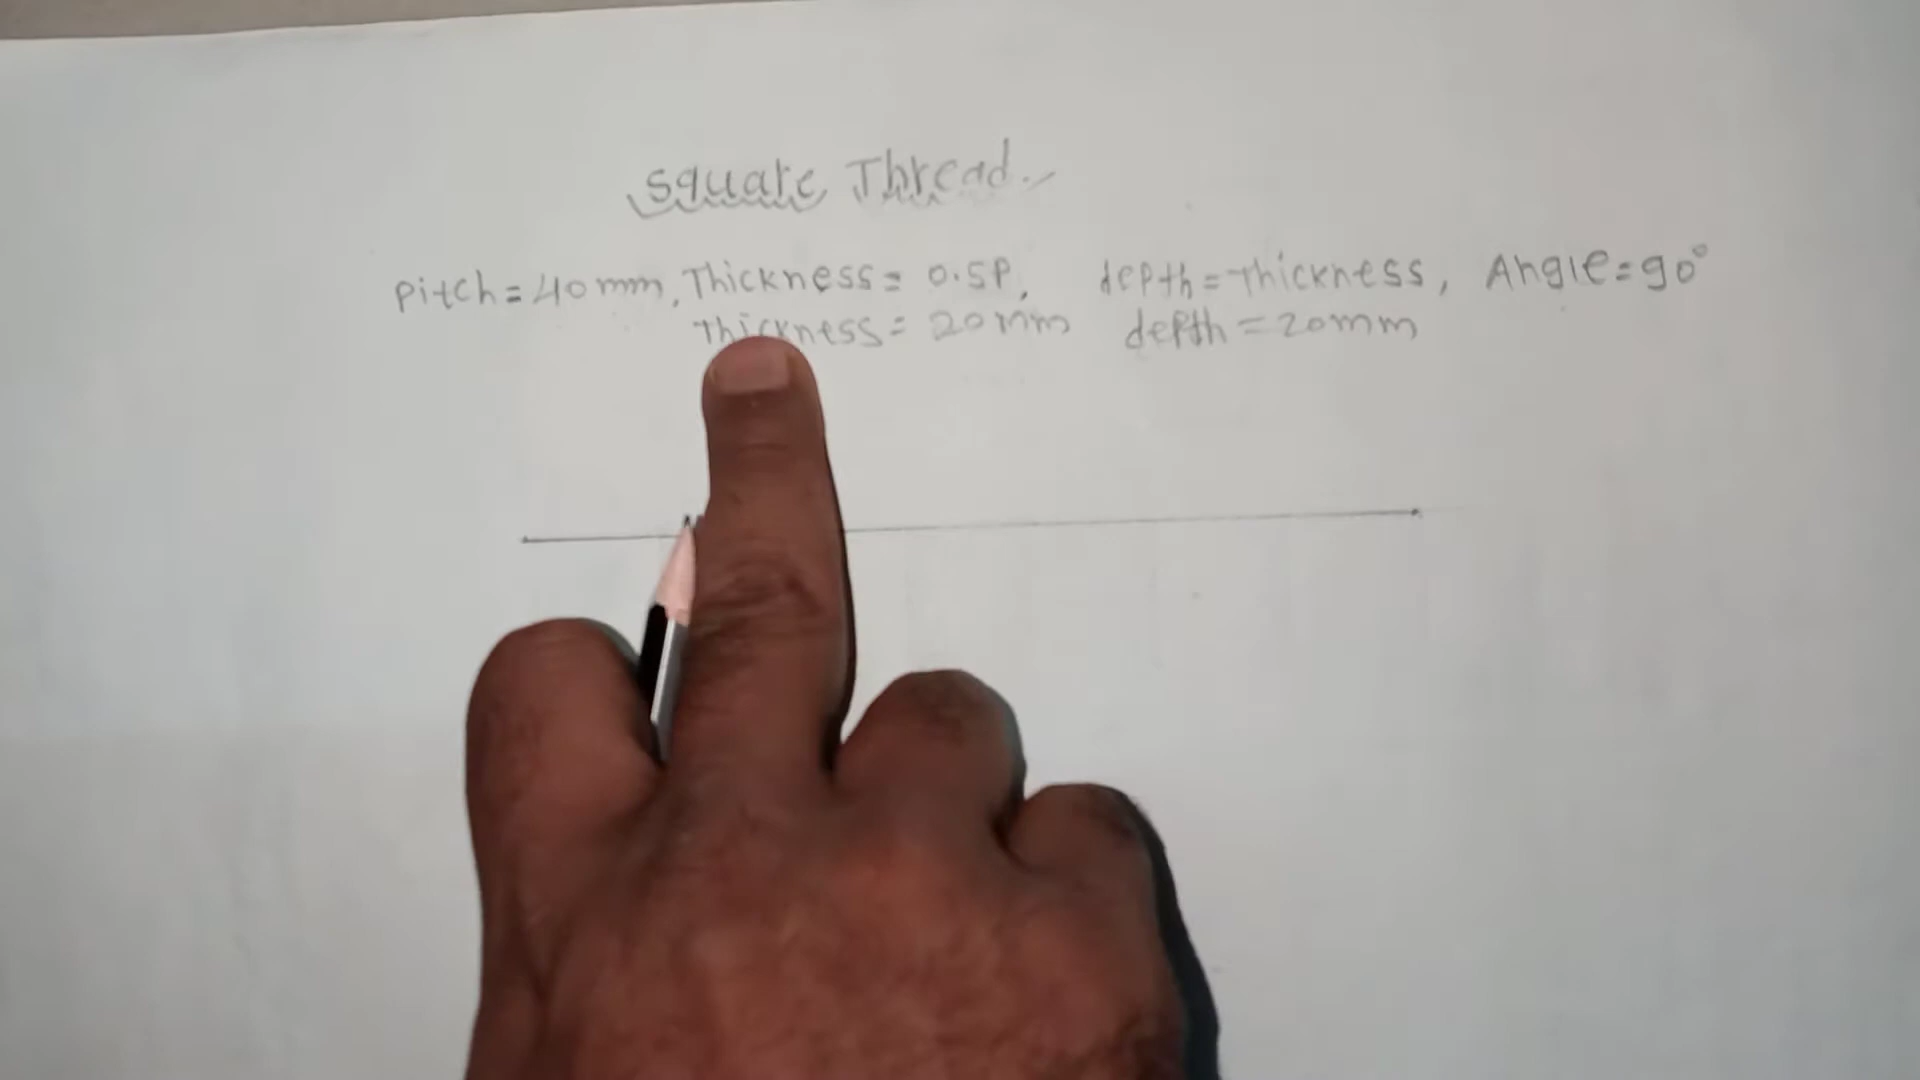 Square Thread.
Pitch=40mm, Thickness= 0.5P, depth=Thickness, Angle=90°
Thickness= 20mm depth=20mm